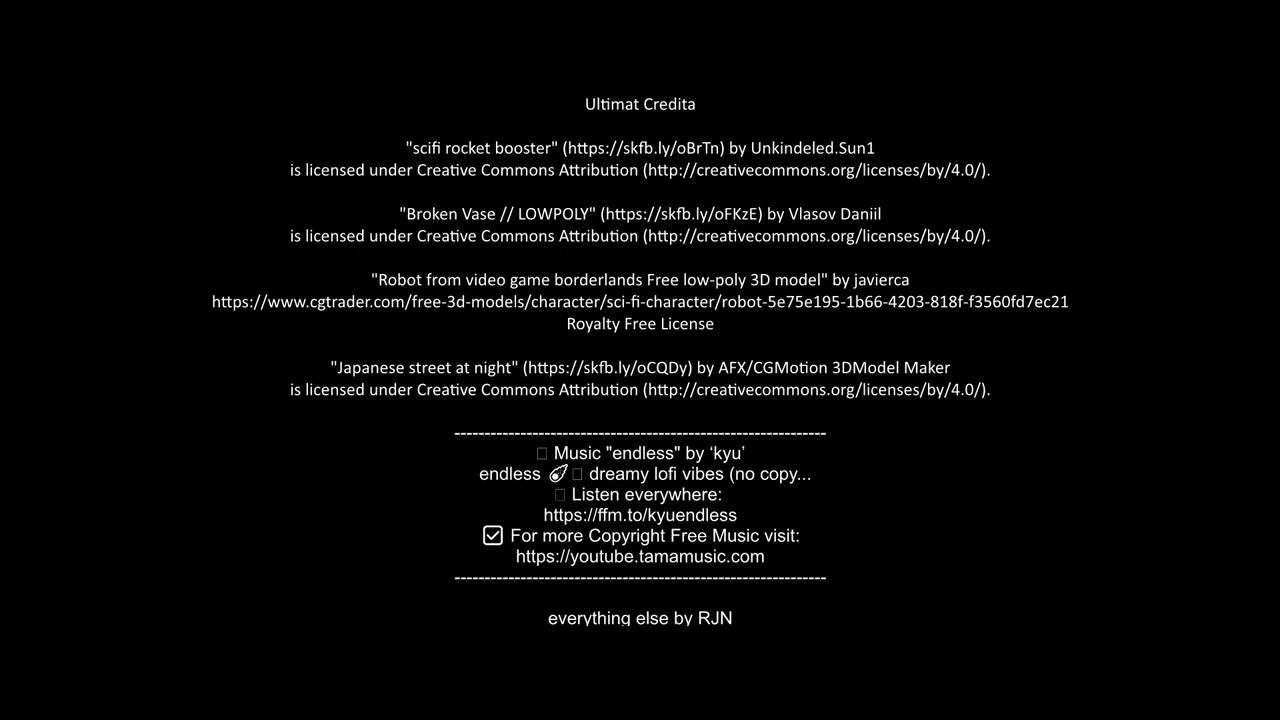 Ultimat Credita
"scifi rocket booster" (https://skfb.ly/oBrTn) by Unkindeled.Sun1
is licensed under Creative Commons Attribution (http://creativecommons.org/licenses/by/4.0/).
"Broken Vase // LOWPOLY" (https://skfb.ly/oFKzE) by Vlasov Daniil
is licensed under Creative Commons Attribution (http://creativecommons.org/licenses/by/4.0/).
"Robot from video game borderlands Free low-poly 3D model" by javierca
https://www.cgtrader.com/free-3d-models/character/sci-fi-character/robot-5e75e195-1b66-4203-818f-f3560fd7ec21
Royalty Free License
"Japanese street at night" (https://skfb.ly/oCQDy) by AFX/CGMotion 3DModel Maker
is licensed under Creative Commons Attribution (http://creativecommons.org/licenses/by/4.0/).
--------------------------------------------------------------
Music "endless" by ‘kyu’
endless ☄ dreamy lofi vibes (no copy...
Listen everywhere:
https://ffm.to/kyuendless
☑ For more Copyright Free Music visit:
https://youtube.tamamusic.com
--------------------------------------------------------------
everything else by RJN